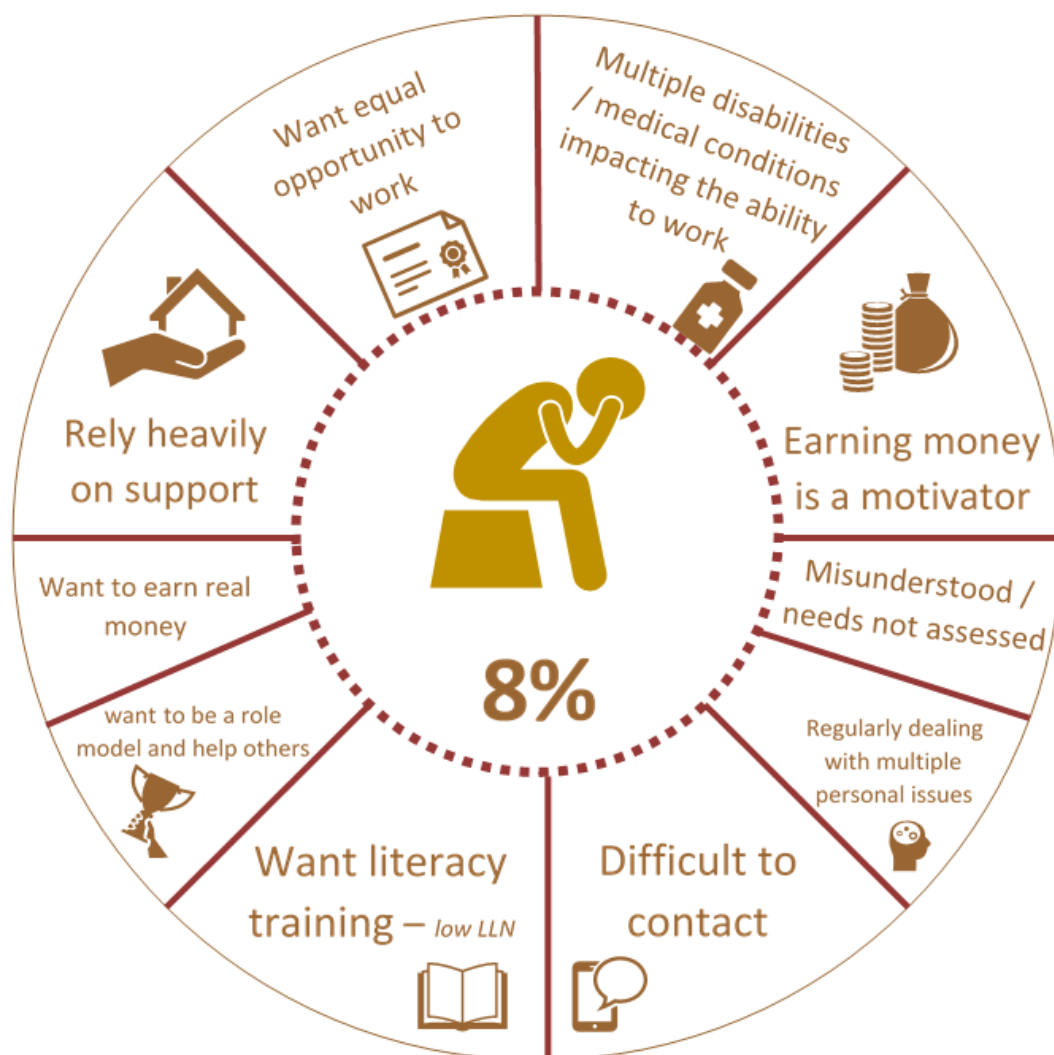 Want equal
opportunity to
work
Multiple disabilities
/ medical conditions
impacting the ability
to work
Rely heavily
on support
Earning money
is a motivator
Want to earn real
money
Misunderstood /
needs not assessed
8%
want to be a role
model and help others
Regularly dealing
with multiple
personal issues
Want literacy
training – low LLN
Difficult to
contact